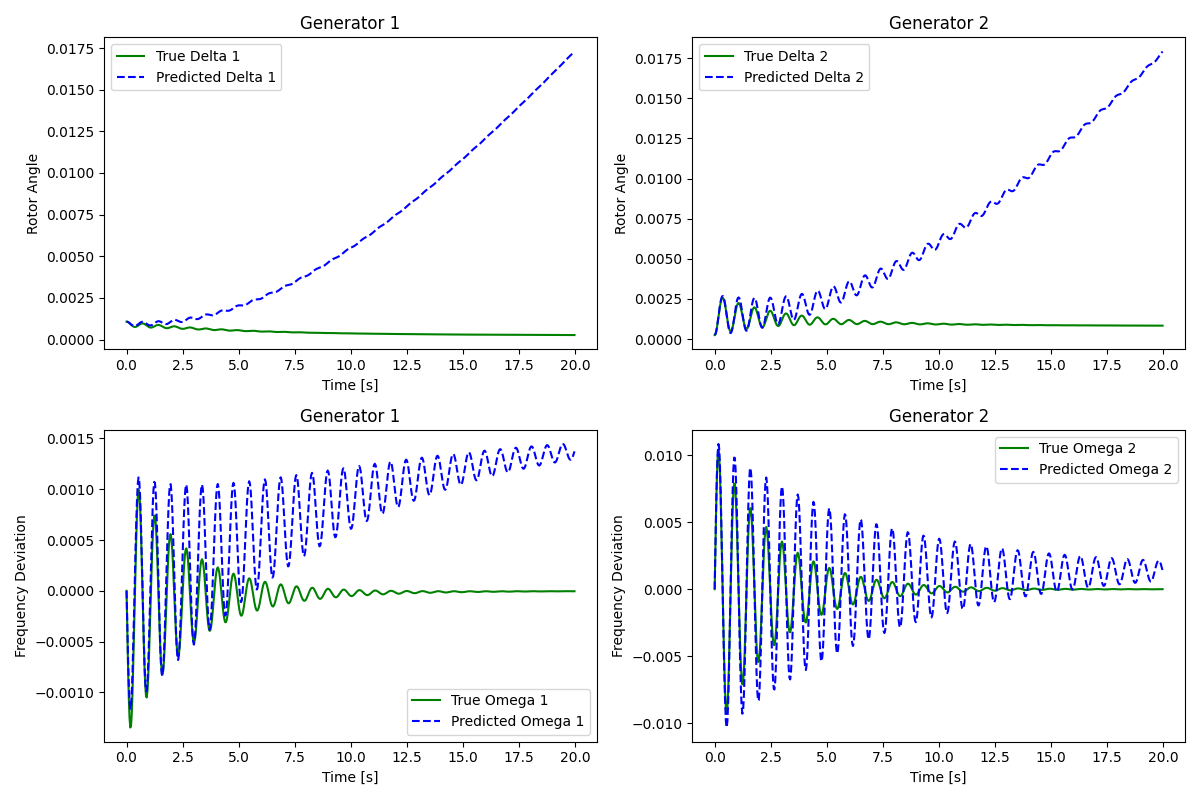 Generator 1
True Delta 1
Predicted Delta 1
Rotor Angle
0.0175
0.0150
0.0125
0.0100
0.0075
0.0050
0.0025
0.0000
0.0 2.5 5.0 7.5 10.0 12.5 15.0 17.5 20.0
Time [s]
Generator 2
True Delta 2
Predicted Delta 2
Rotor Angle
0.0175
0.0150
0.0125
0.0100
0.0075
0.0050
0.0025
0.0000
0.0 2.5 5.0 7.5 10.0 12.5 15.0 17.5 20.0
Time [s]
Generator 1
Frequency Deviation
0.0015
0.0010
0.0005
0.0000
−0.0005
−0.0010
True Omega 1
Predicted Omega 1
0.0 2.5 5.0 7.5 10.0 12.5 15.0 17.5 20.0
Time [s]
Generator 2
True Omega 2
Predicted Omega 2
Frequency Deviation
0.010
0.005
0.000
−0.005
−0.010
0.0 2.5 5.0 7.5 10.0 12.5 15.0 17.5 20.0
Time [s]